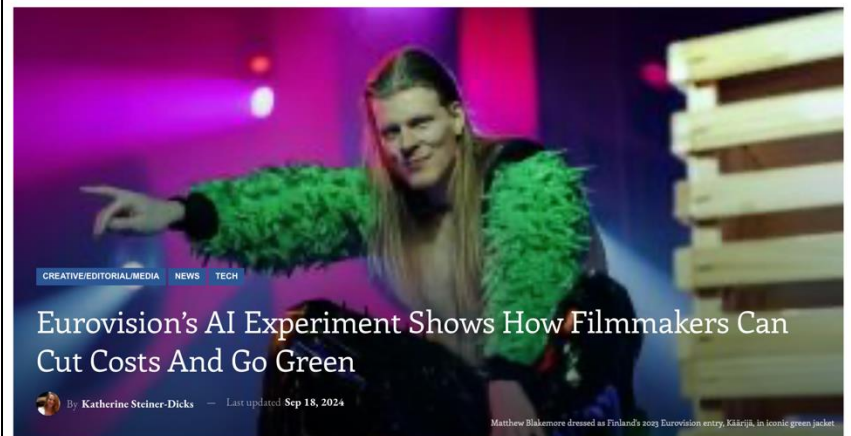 CREATIVE/EDITORIAL/MEDIA NEWS TECH
Eurovision's AI Experiment Shows How Filmmakers Can
Cut Costs And Go Green
By Katherine Steiner-Dicks — Last updated Sep 18, 2024
Matthew Blakemore dressed as Finland's 2023 Eurovision entry, Käärijä, in iconic green jacket